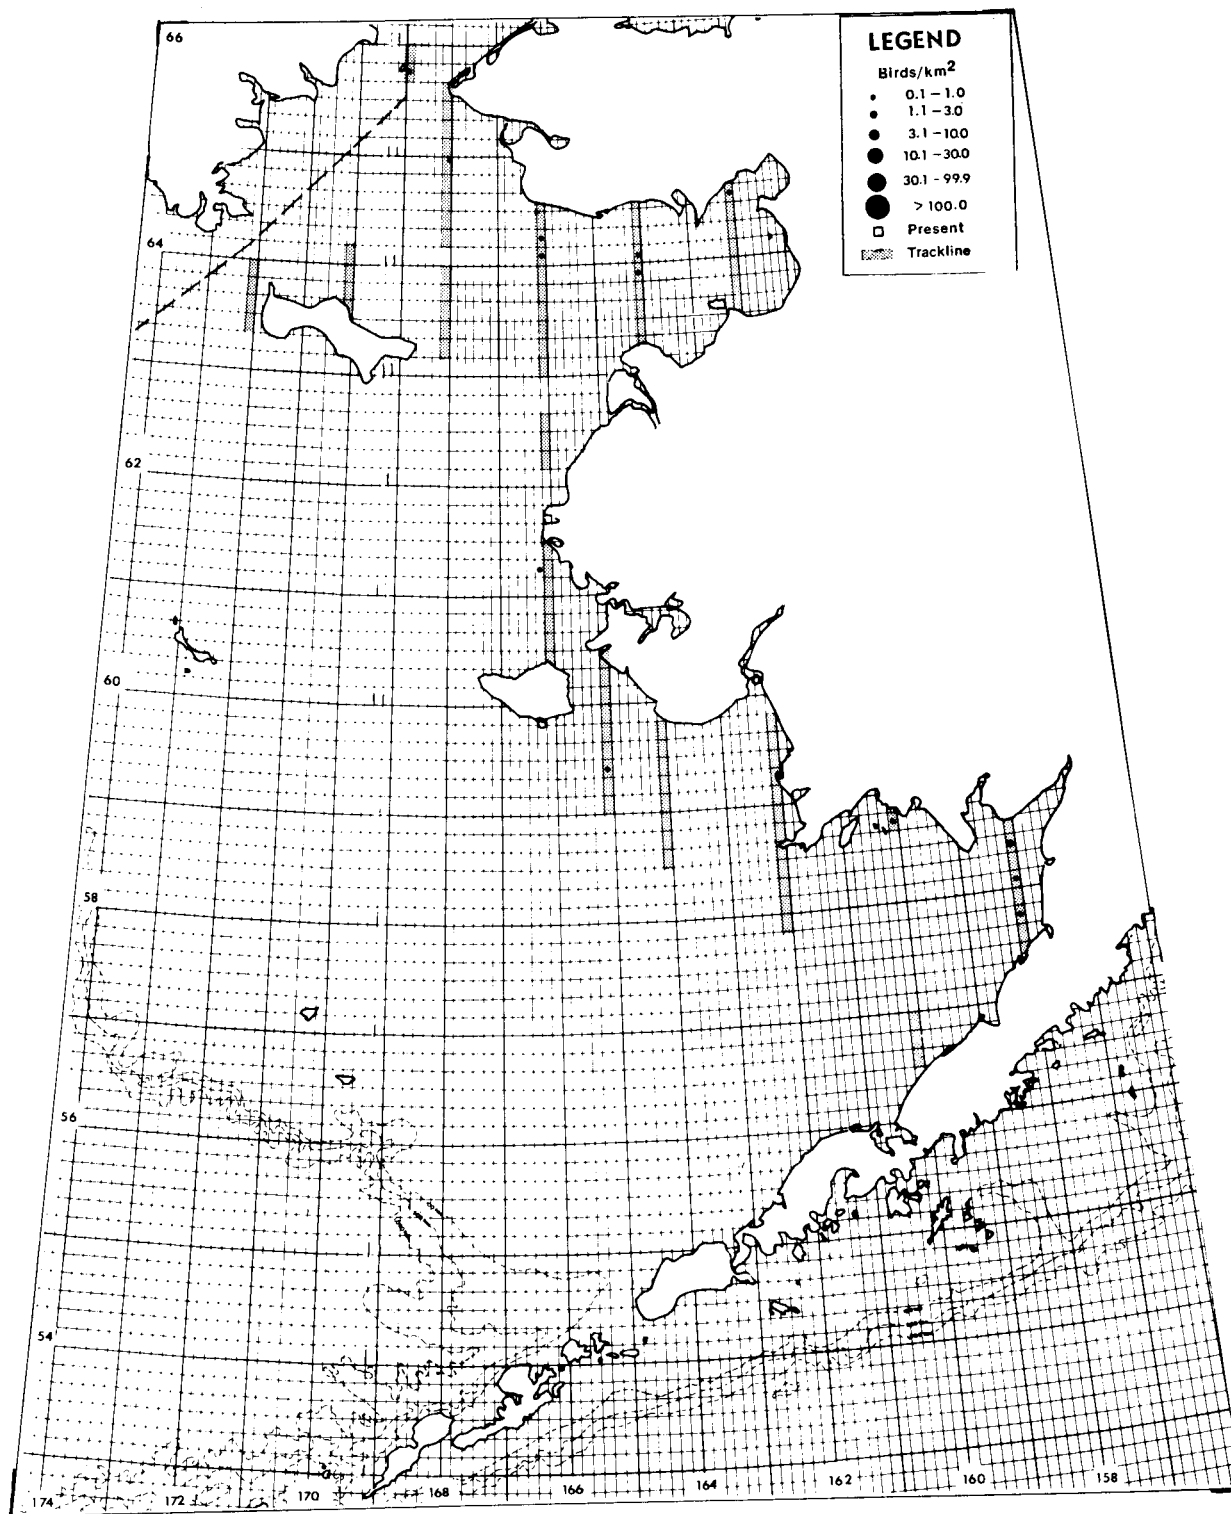 66
LEGEND
Birds/km²
0.1 – 1.0
1.1 – 3.0
3.1 – 10.0
10.1 – 30.0
30.1 – 99.9
> 100.0
Present
Trackline
64
62
60
58
56
54
174 172 170 168 166 164 162 160 158